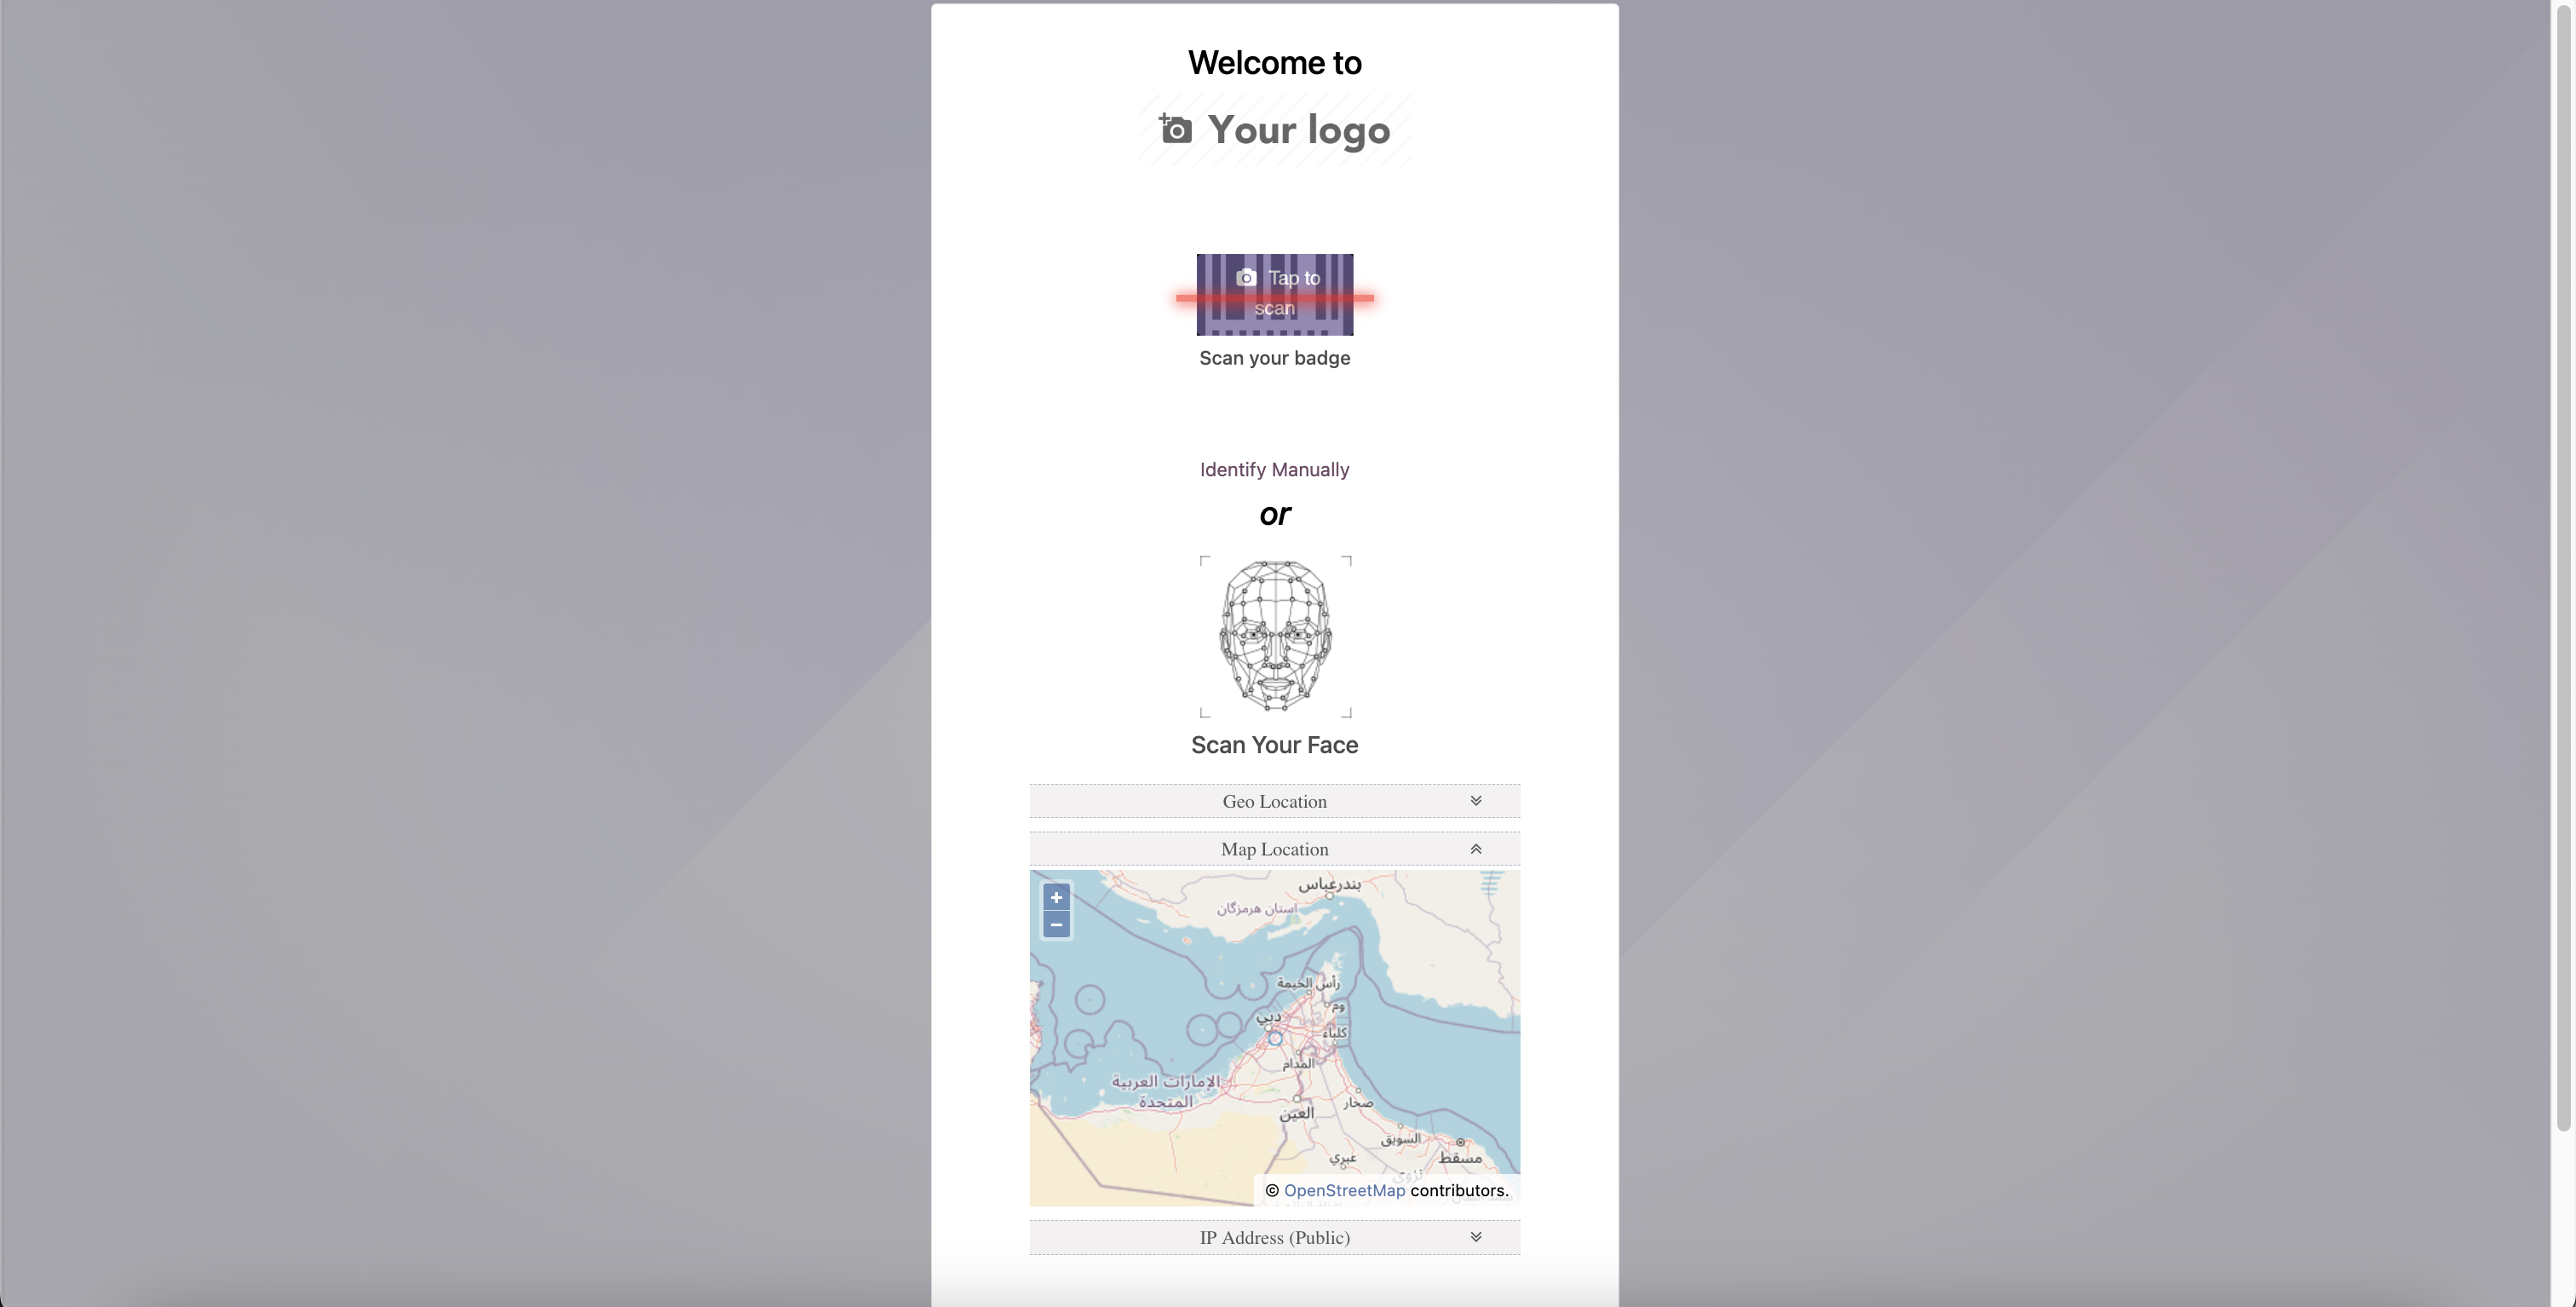 Welcome to
Your logo
Tap to
scan
Scan your badge
Identify Manually
or
Scan Your Face
Geo Location
Map Location
+
−
بندرعباس
استان هرمزگان
رأس الخيمة
وم
دبي
كلباء
المدام
الإمارات العربية
المتحدة
صحار
العين
السويق
عبري
مسقط
نزوى
© OpenStreetMap contributors.
IP Address (Public)